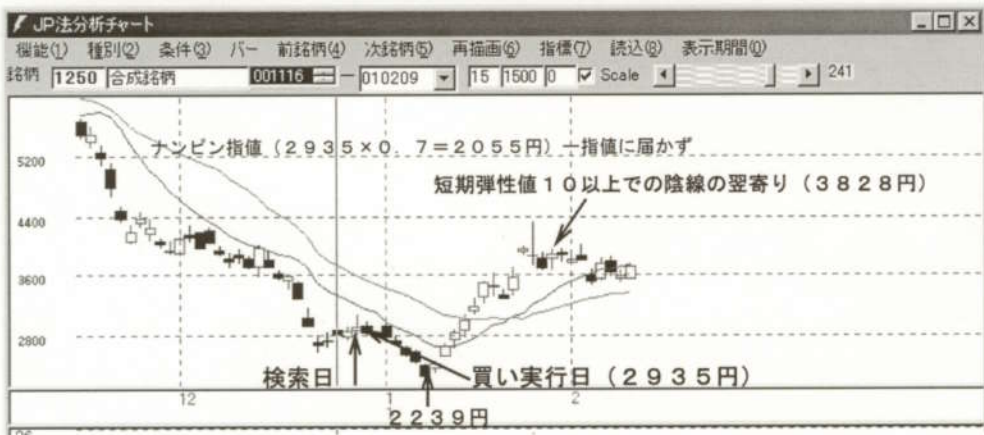 JP法分析チャート
機能(1) 種別(2) 条件(3) バー 前銘柄(4) 次銘柄(5) 再描画(6) 指標(7) 読込(8) 表示期間(0)
銘柄 1250 合成銘柄 001116 - 010209 15 1500 0 Scale 241
ナンピン指値(2935×0.7=2055円)ー指値に届かず
5200
短期弾性値10以上での陰線の翌寄り(3828円)
4400
3600
2800
検索日
買い実行日(2935円)
12 1 2
2239円